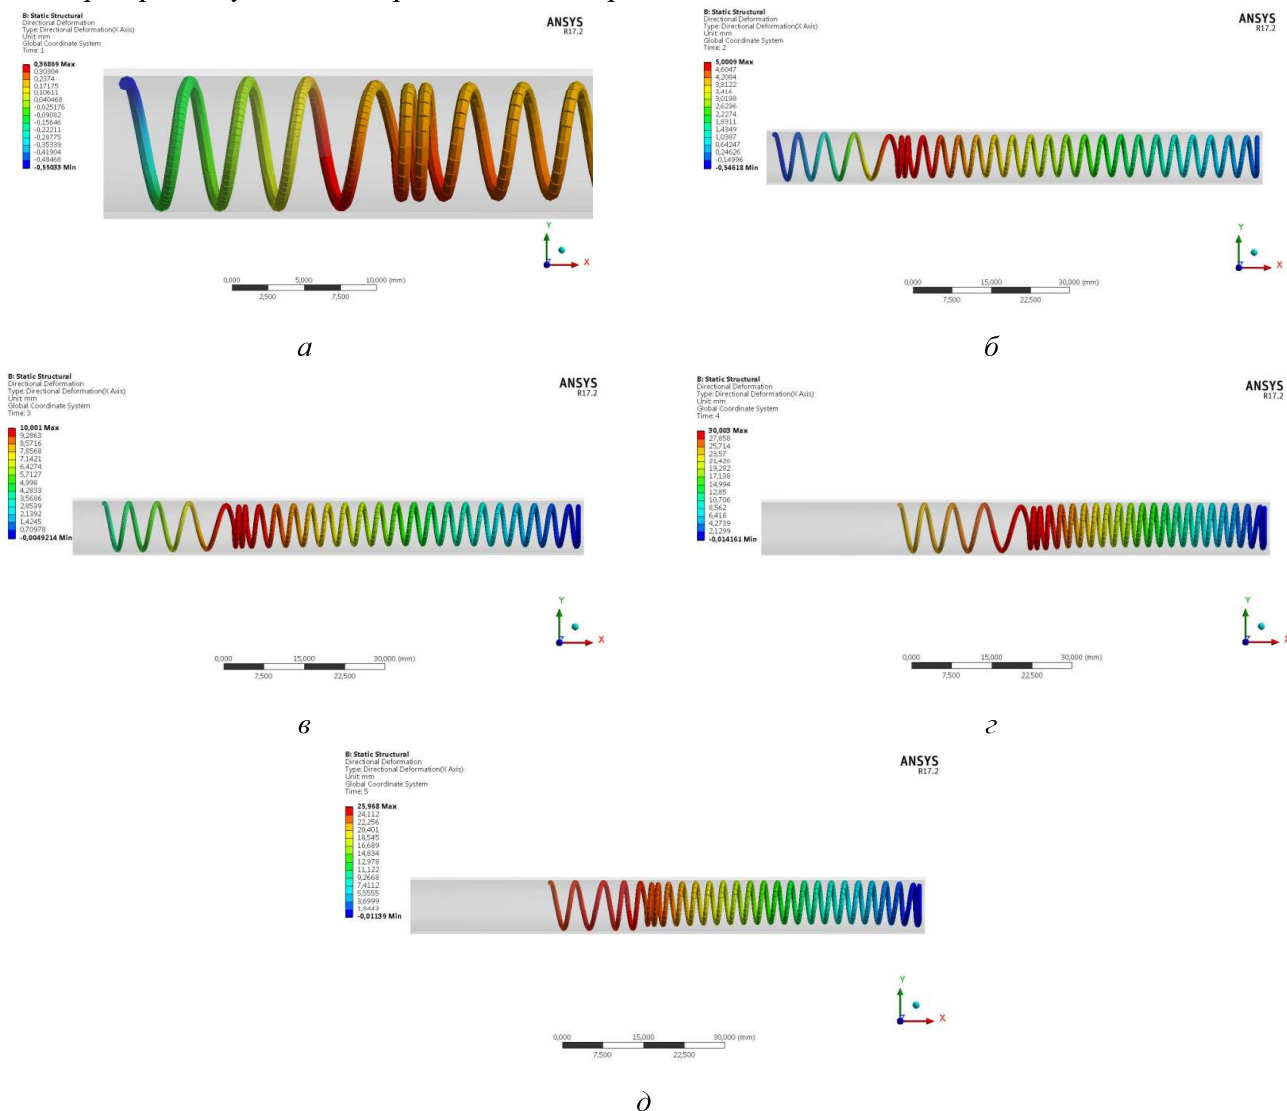 B: Static Structural
Directional Deformation
Type: Directional Deformation(X Axis)
Unit: mm
Global Coordinate System
Time: 1
0,36869 Max
0,30304
0,2374
0,17175
0,10611
0,040468
-0,025176
-0,09082
-0,15646
-0,22211
-0,28775
-0,35339
-0,41904
-0,48468
-0,55033 Min
ANSYS
R17.2
Y
X
0,000 5,000 10,000 (mm)
2,500 7,500
а
B: Static Structural
Directional Deformation
Type: Directional Deformation(X Axis)
Unit: mm
Global Coordinate System
Time: 2
5,0009 Max
4,6047
4,2084
3,8122
3,416
3,0198
2,6236
2,2274
1,8311
1,4349
1,0387
0,64247
0,24626
-0,14996
-0,54618 Min
ANSYS
R17.2
Y
X
0,000 15,000 30,000 (mm)
7,500 22,500
б
B: Static Structural
Directional Deformation
Type: Directional Deformation(X Axis)
Unit: mm
Global Coordinate System
Time: 3
10,001 Max
9,2863
8,5716
7,8568
7,1421
6,4274
5,7127
4,998
4,2833
3,5686
2,8539
2,1392
1,4245
0,70978
-0,0049214 Min
ANSYS
R17.2
Y
X
0,000 15,000 30,000 (mm)
7,500 22,500
в
B: Static Structural
Directional Deformation
Type: Directional Deformation(X Axis)
Unit: mm
Global Coordinate System
Time: 4
30,003 Max
27,858
25,714
23,57
21,426
19,282
17,138
14,994
12,85
10,706
8,562
6,418
4,2739
2,1299
-0,014161 Min
ANSYS
R17.2
Y
X
0,000 15,000 30,000 (mm)
7,500 22,500
г
B: Static Structural
Directional Deformation
Type: Directional Deformation(X Axis)
Unit: mm
Global Coordinate System
Time: 5
25,968 Max
24,112
22,256
20,401
18,545
16,689
14,834
12,978
11,122
9,2668
7,4112
5,5555
3,6999
1,8443
-0,01139 Min
ANSYS
R17.2
Y
X
0,000 15,000 30,000 (mm)
7,500 22,500
д